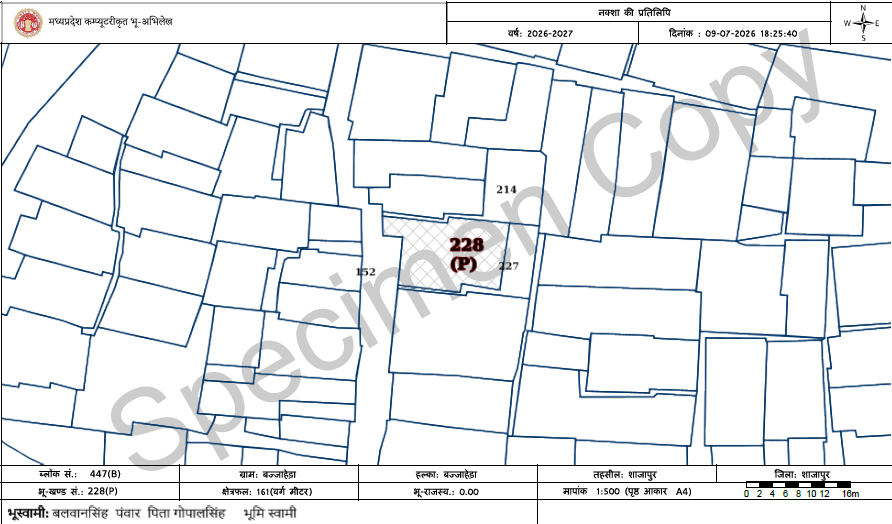 मध्यप्रदेश कम्प्यूटरीकृत भू-अभिलेख
नक्शा की प्रतिलिपि
वर्ष: 2026-2027
दिनांक : 09-07-2026 18:25:40
N
W E
S
Specimen Copy
214
228
(P)
227
152
ब्लोक सं.: 447(B)
ग्राम: बज्जाहेड़ा
हल्का: बज्जाहेड़ा
तहसील: शाजापुर
जिला: शाजापुर
भू-खण्ड सं.: 228(P)
क्षेत्रफल: 161(वर्ग मीटर)
भू-राजस्व.: 0.00
मापांक 1:500 (पृष्ठ आकार A4)
0 2 4 6 8 10 12 16m
भूस्वामी: बलवानसिंह पंवार पिता गोपालसिंह भूमि स्वामी